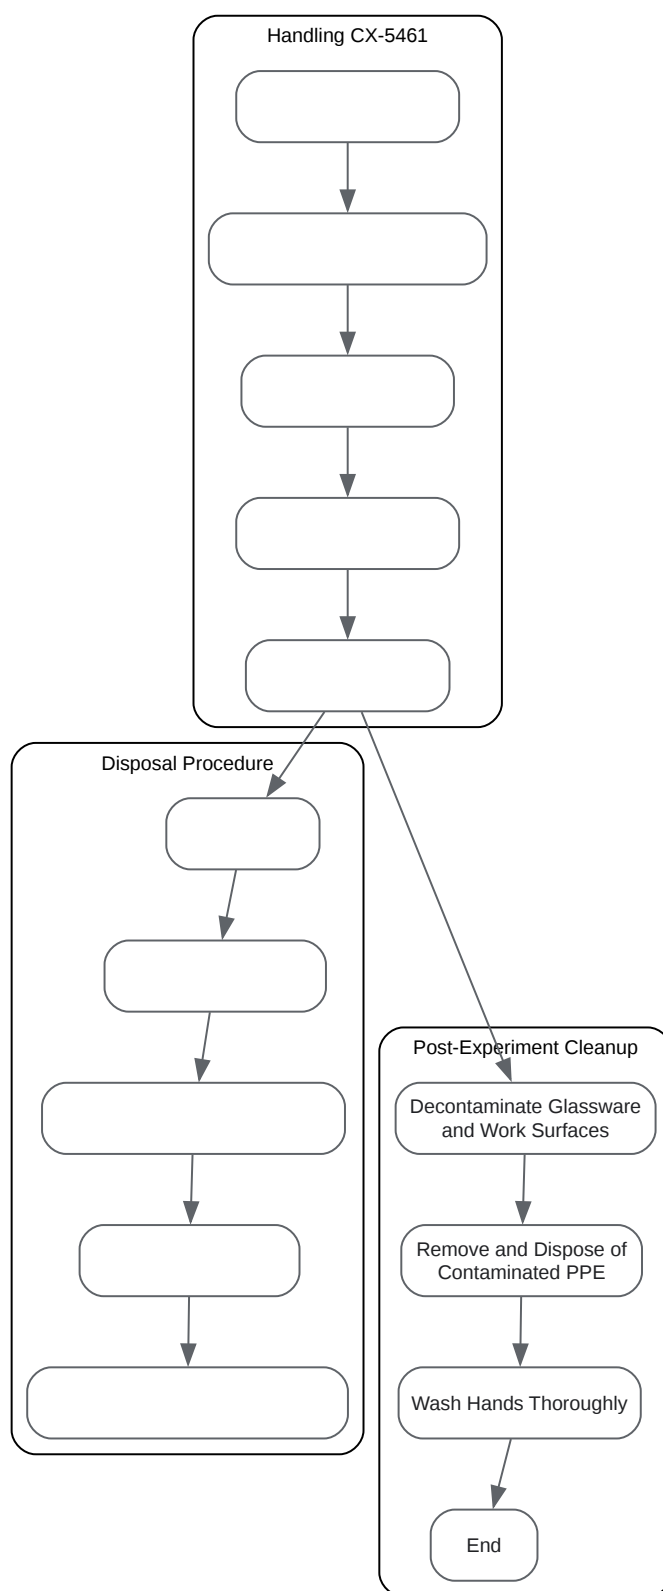 Handling CX-5461
Disposal Procedure
Post-Experiment Cleanup
Decontaminate Glassware
and Work Surfaces
Remove and Dispose of
Contaminated PPE
Wash Hands Thoroughly
End